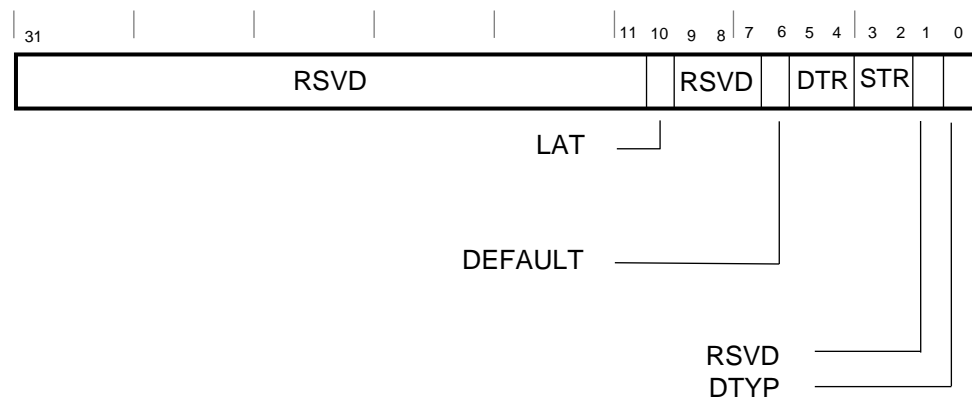 31 11 10 9 8 7 6 5 4 3 2 1 0
RSVD RSVD DTR STR
LAT
DEFAULT
RSVD
DTYP